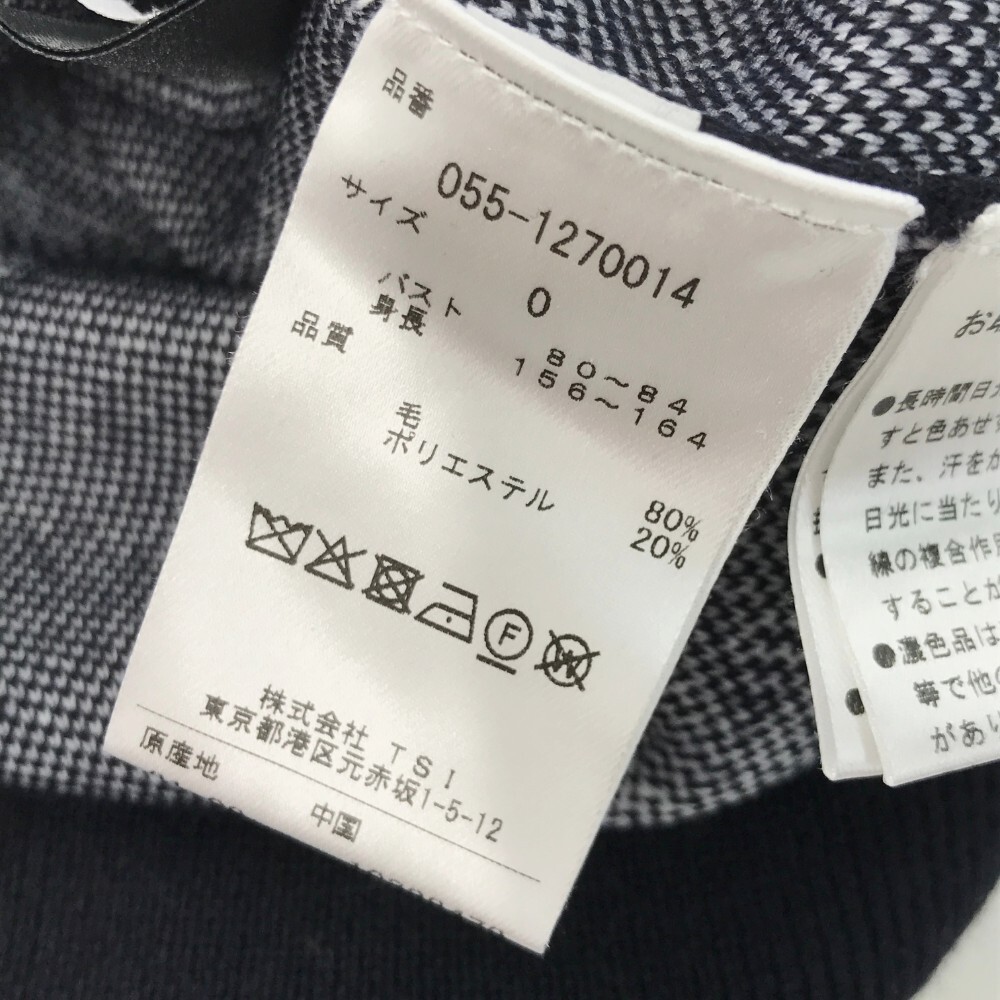 品番
055-1270014
サイズ
0
バスト 80～84
身長 156～164
品質
毛 80%
ポリエステル 20%
F
W
株式会社 TSI
東京都港区元赤坂1-5-12
原産地
中国
お
●長時間日
すと色あせ
また、汗をか
日光に当たり
線の複合作用
することが
●濃色品は
等で他の
があい